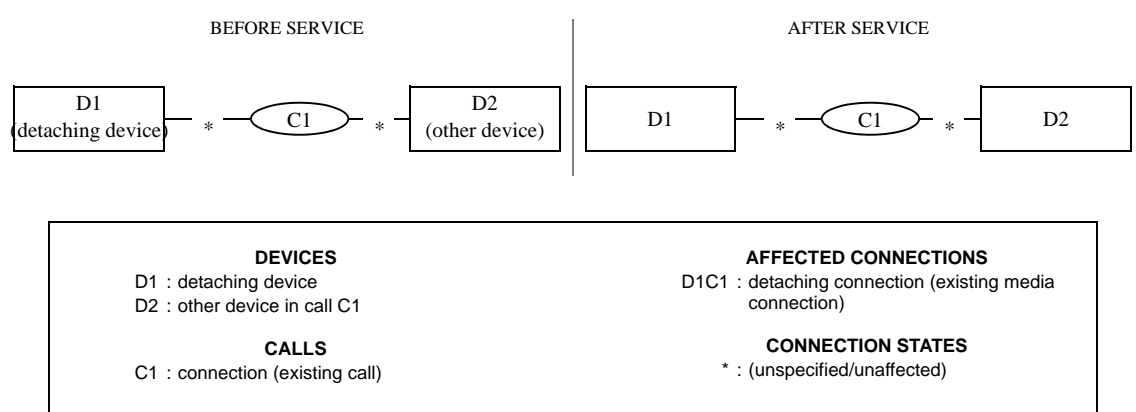 BEFORE SERVICE
AFTER SERVICE
D1
(detaching device)
*
C1
*
D2
(other device)
D1
*
C1
*
D2
DEVICES
D1 : detaching device
D2 : other device in call C1
CALLS
C1 : connection (existing call)
AFFECTED CONNECTIONS
D1C1 : detaching connection (existing media
connection)
CONNECTION STATES
* : (unspecified/unaffected)